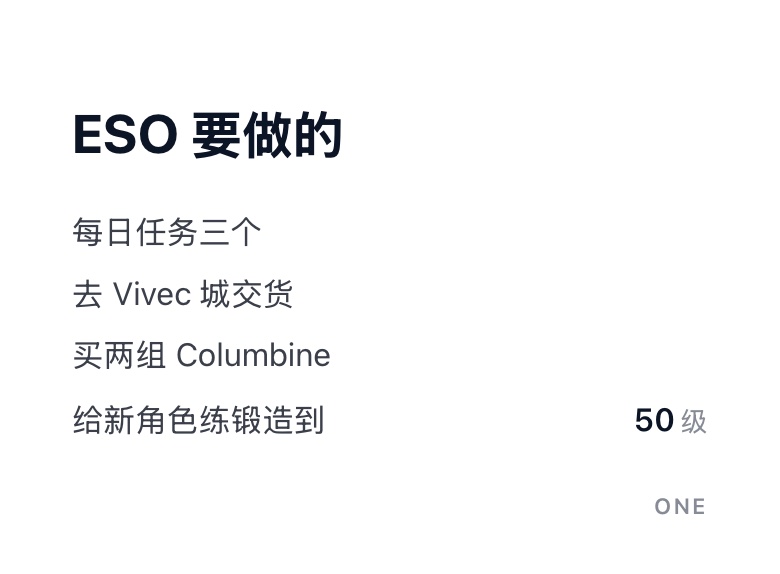 ESO 要做的
每日任务三个
去 Vivec 城交货
买两组 Columbine
给新角色练锻造到 50 级
ONE